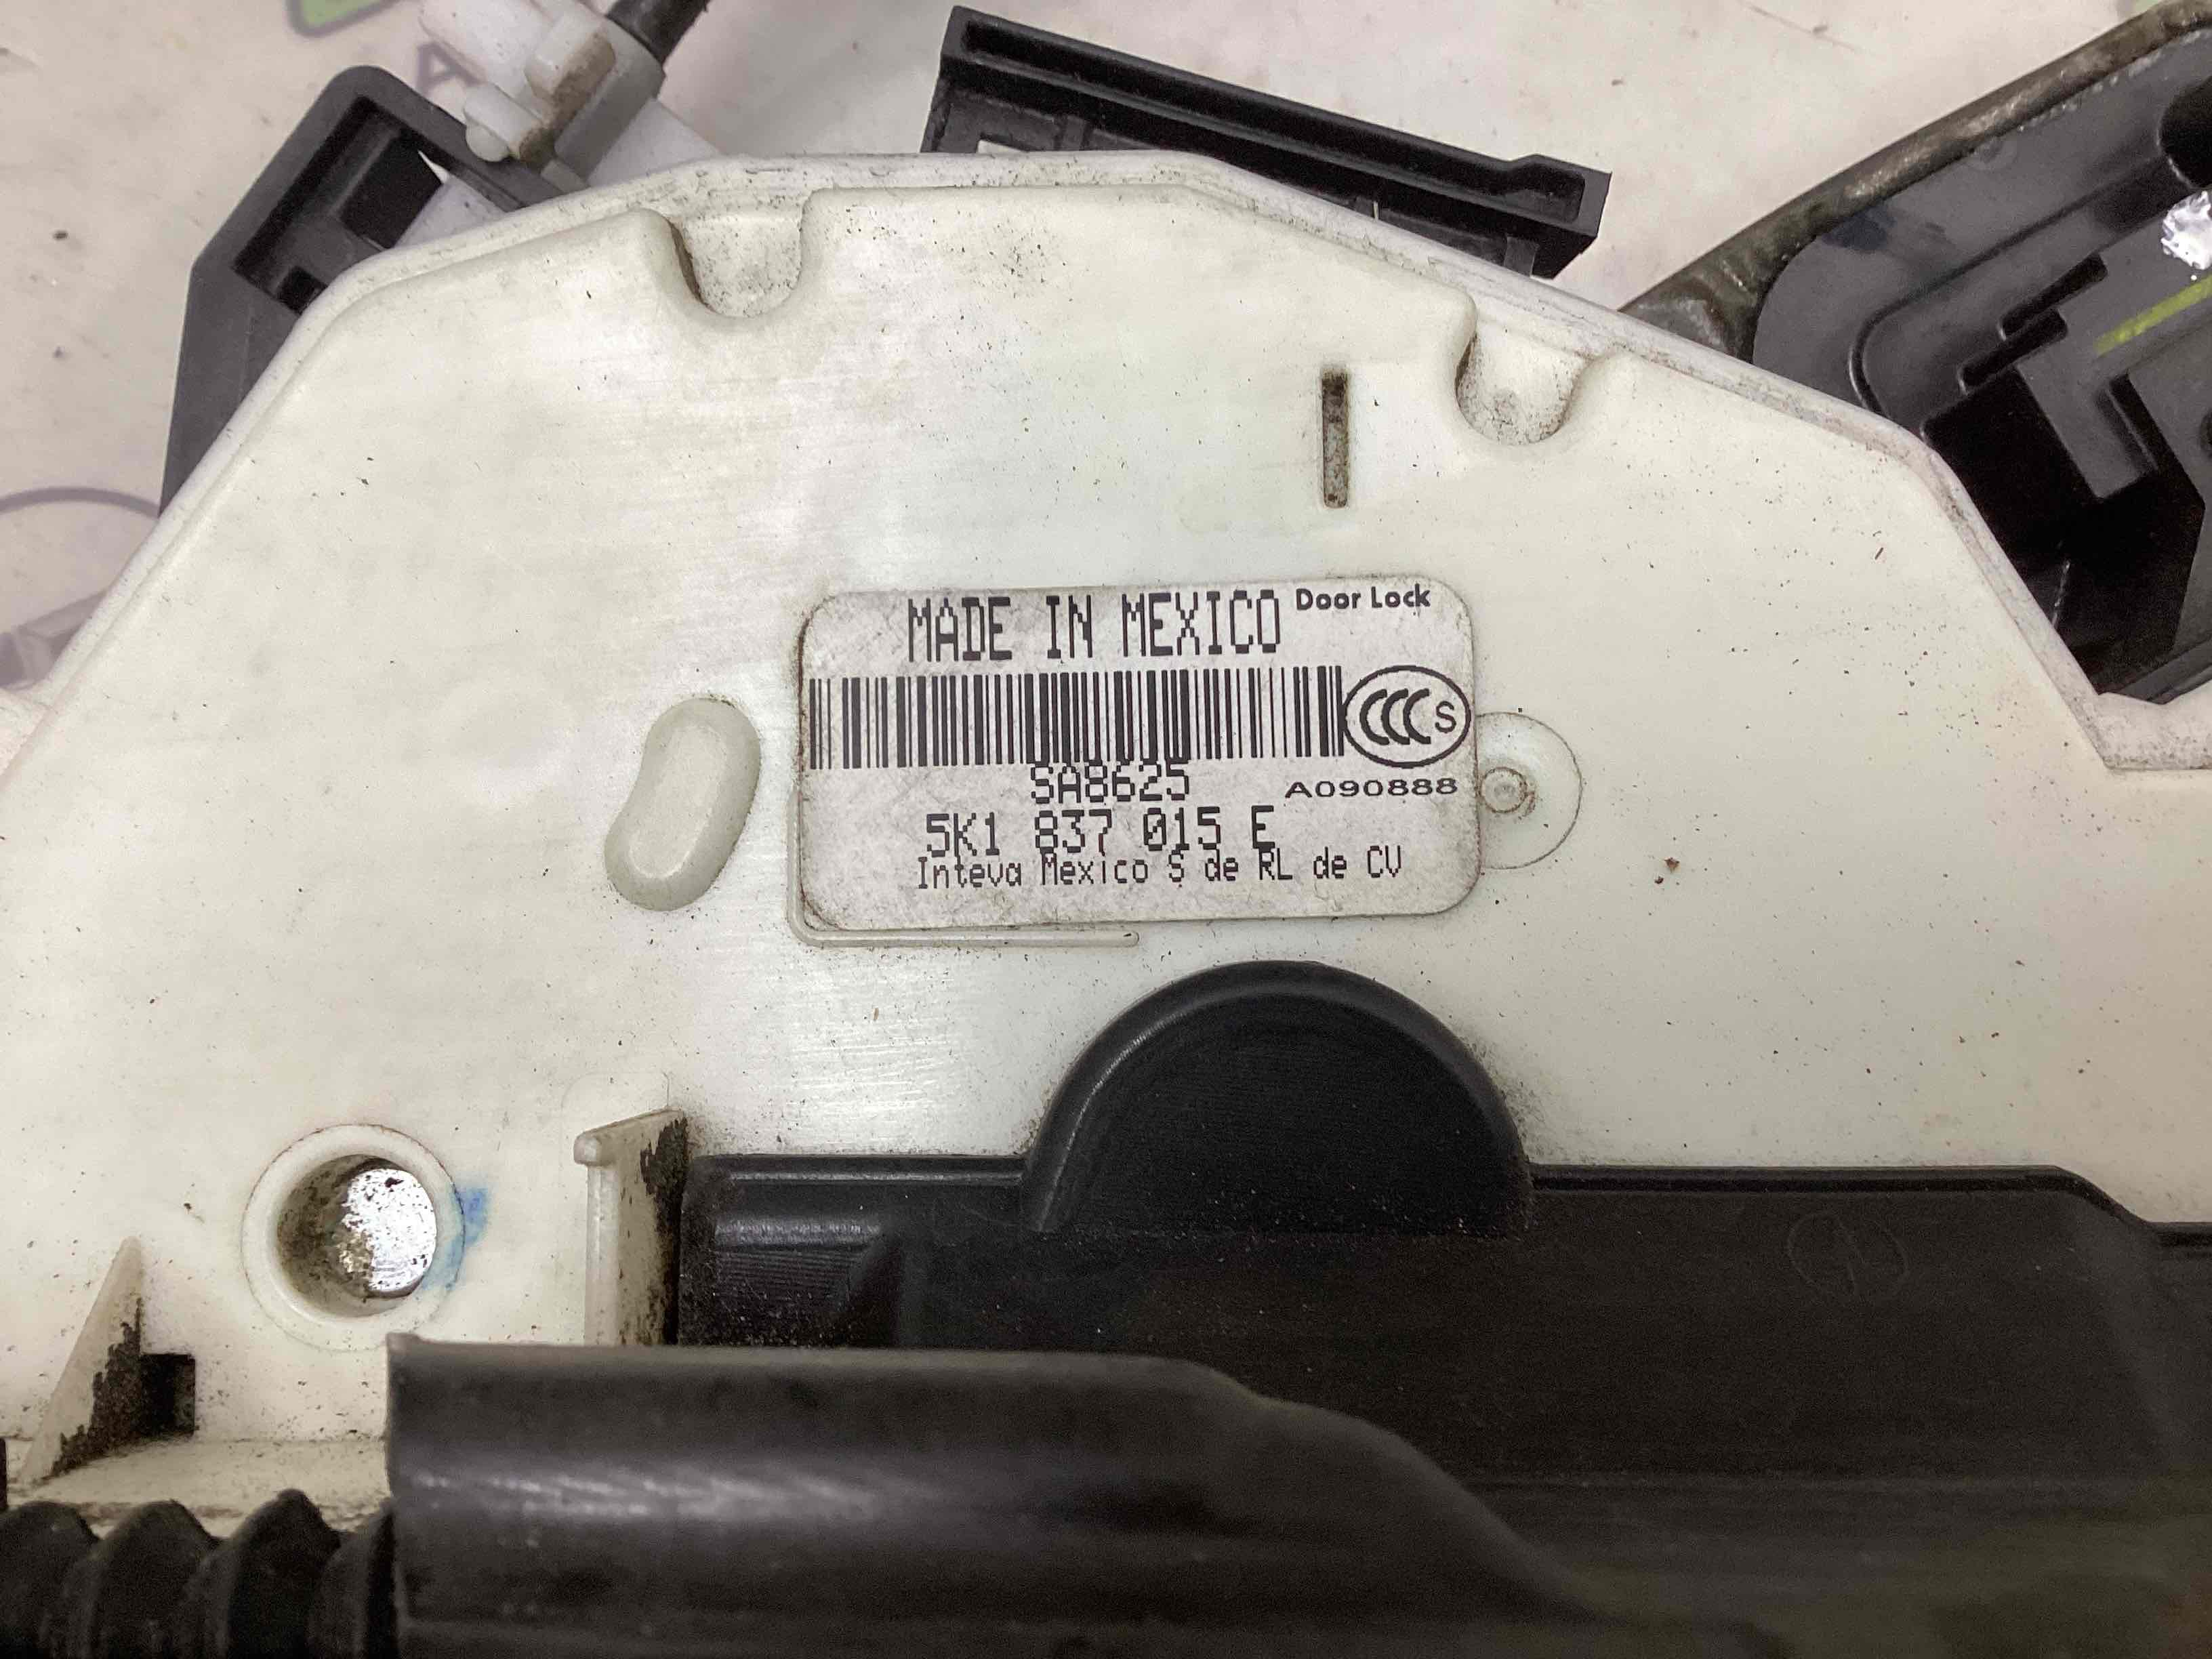 MADE IN MEXICO Door Lock
CCC S
SA8625
A090888
5K1 837 015 E
Inteva Mexico S de RL de CV